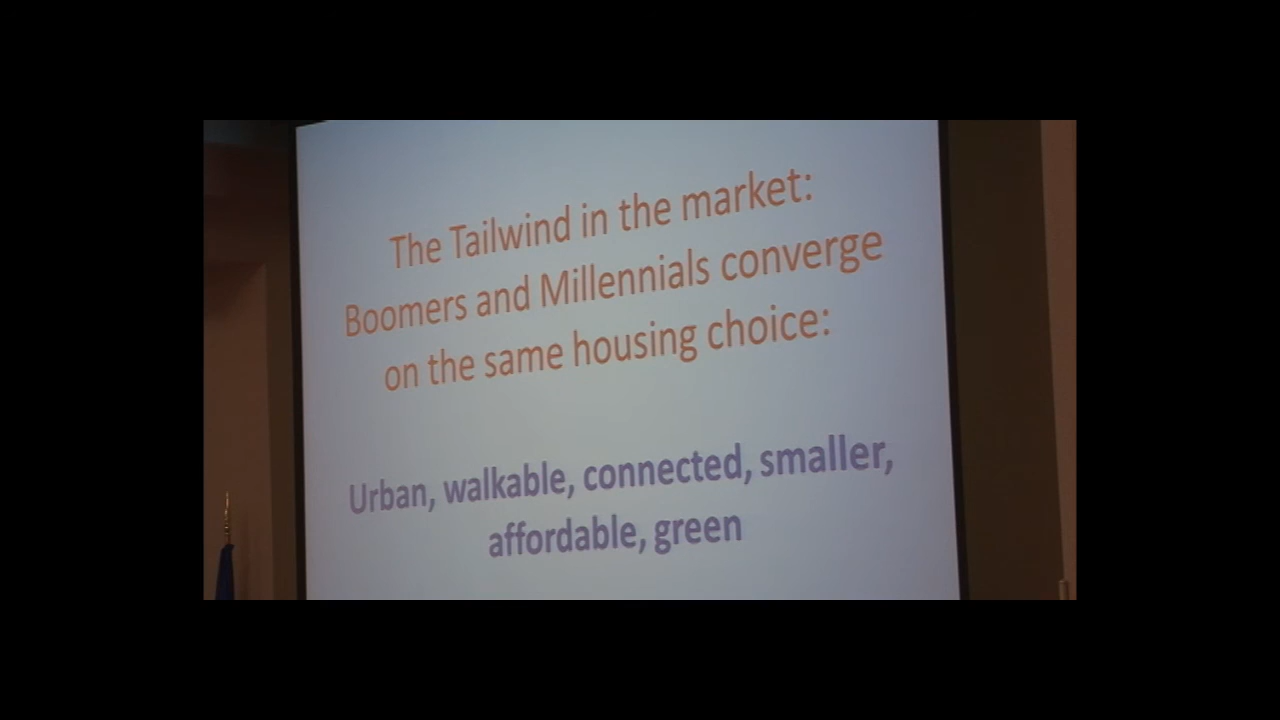 The Tailwind in the market:
Boomers and Millennials converge
on the same housing choice:
Urban, walkable, connected, smaller,
affordable, green